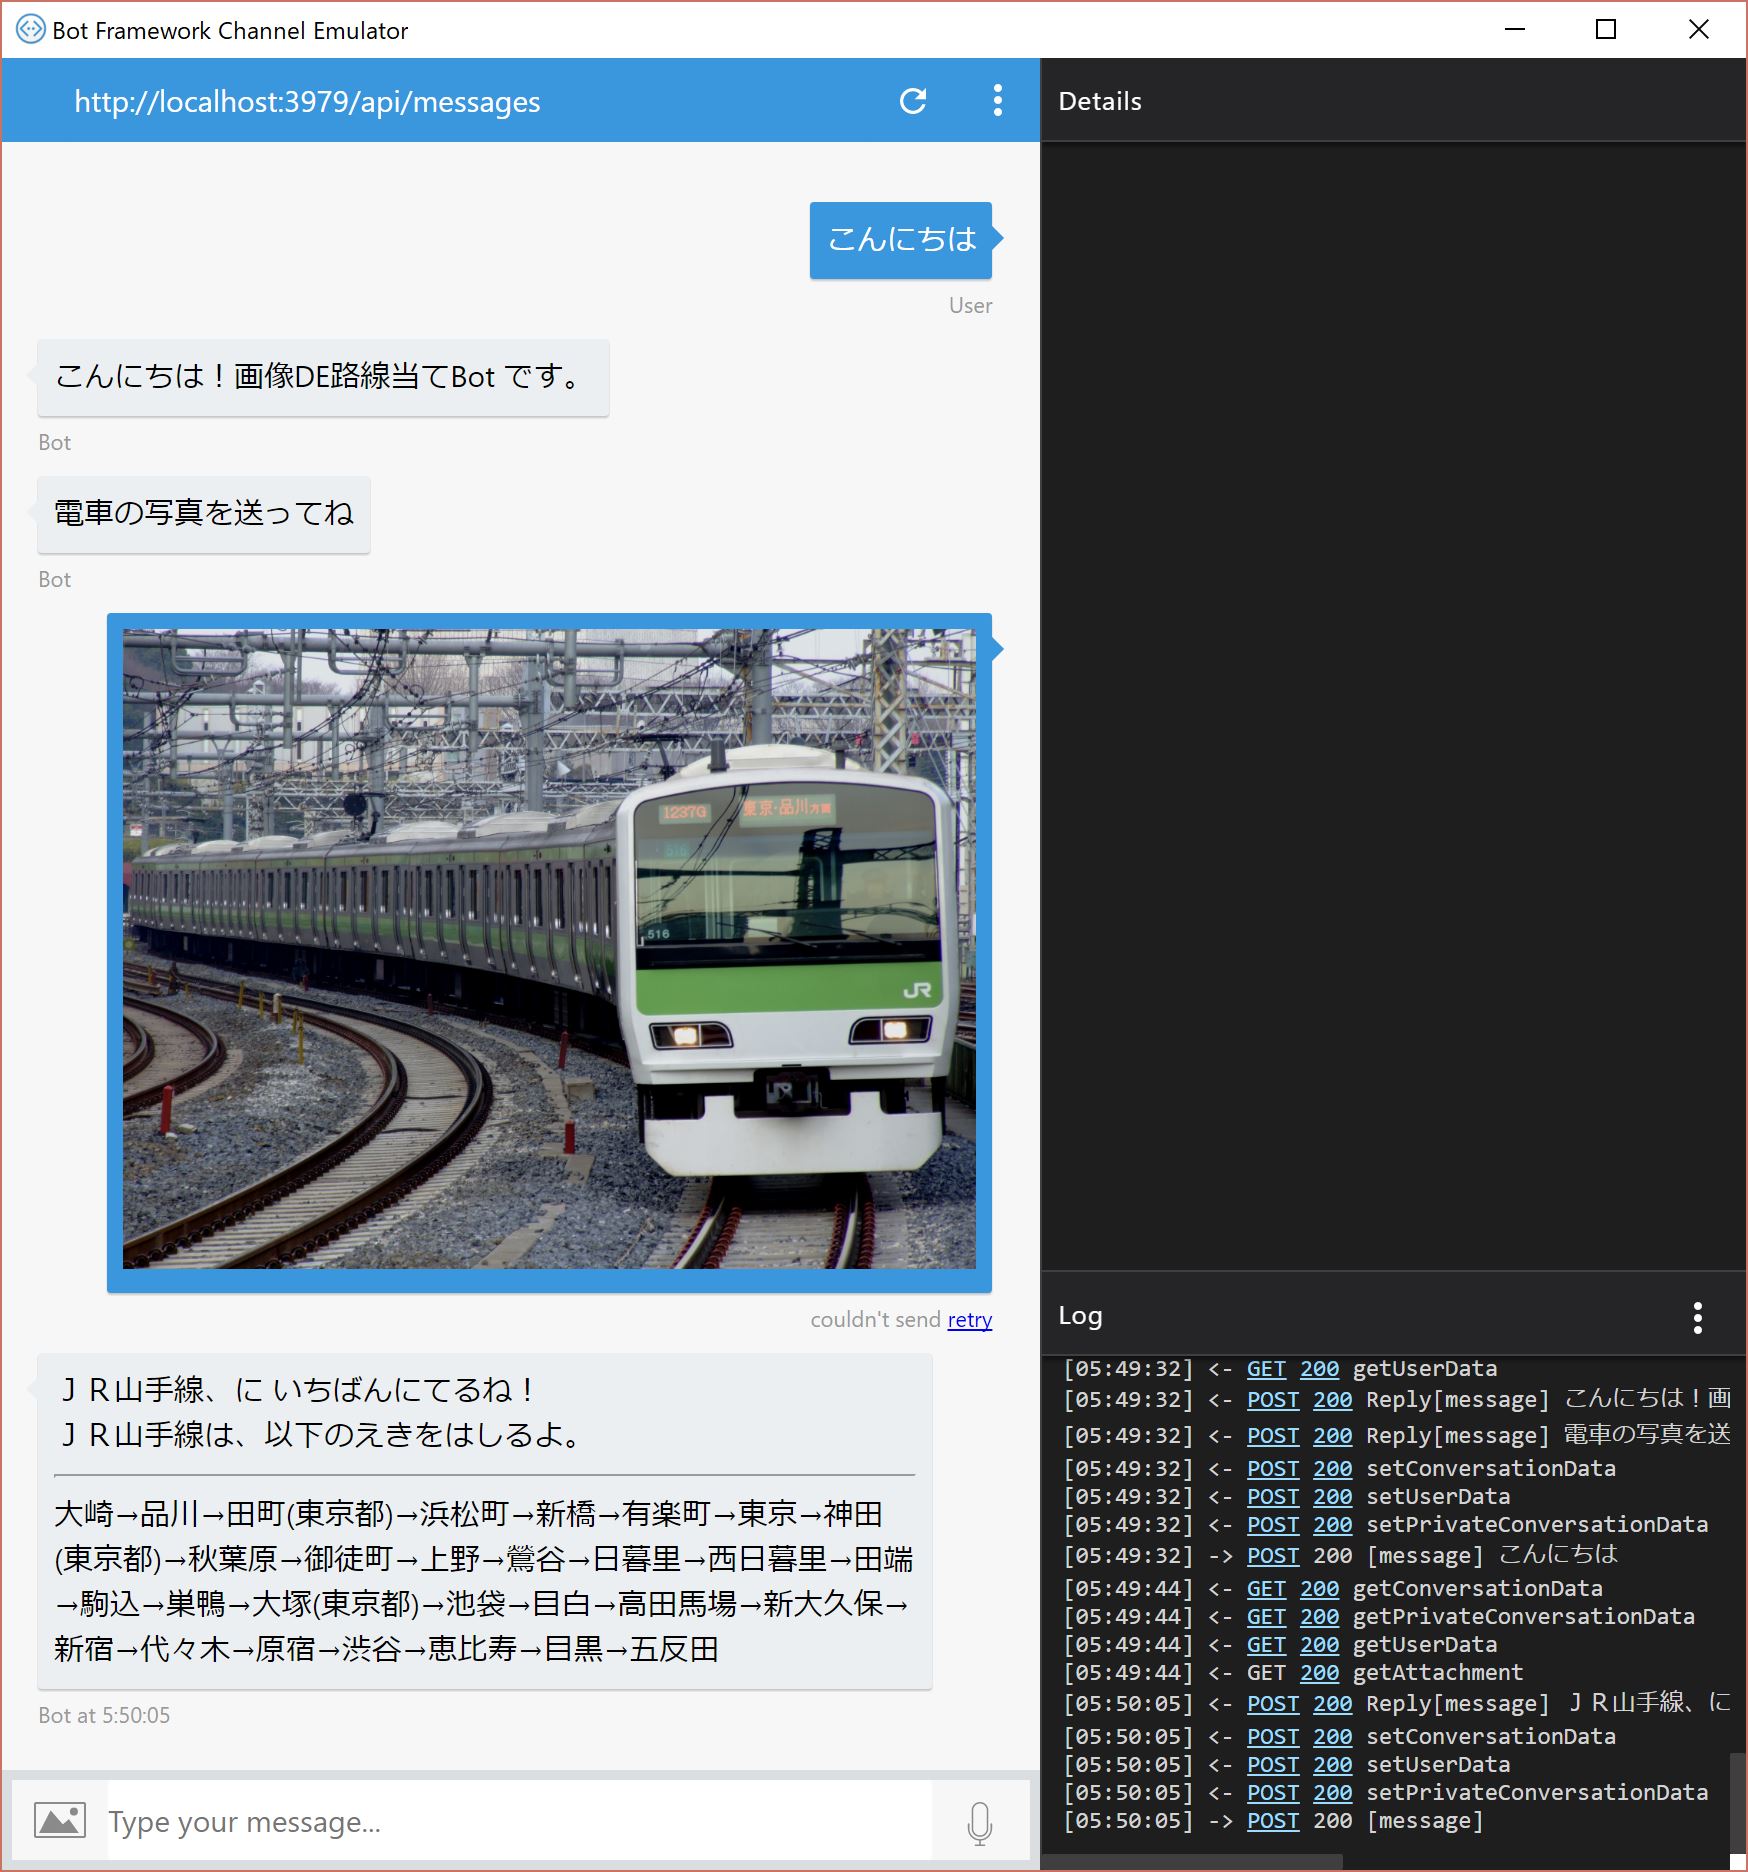 Bot Framework Channel Emulator
http://localhost:3979/api/messages
こんにちは
User
こんにちは！画像DE路線当てBot です。
Bot
電車の写真を送ってね
Bot
1237G 東京・品川方面
516
516
JR
couldn't send retry
ＪＲ山手線、に いちばんにてるね！
ＪＲ山手線は、以下のえきをはしるよ。
大崎→品川→田町(東京都)→浜松町→新橋→有楽町→東京→神田
(東京都)→秋葉原→御徒町→上野→鶯谷→日暮里→西日暮里→田端
→駒込→巣鴨→大塚(東京都)→池袋→目白→高田馬場→新大久保→
新宿→代々木→原宿→渋谷→恵比寿→目黒→五反田
Bot at 5:50:05
Type your message...
Details
Log
[05:49:32] <- GET 200 getUserData
[05:49:32] <- POST 200 Reply[message] こんにちは！画
[05:49:32] <- POST 200 Reply[message] 電車の写真を送
[05:49:32] <- POST 200 setConversationData
[05:49:32] <- POST 200 setUserData
[05:49:32] <- POST 200 setPrivateConversationData
[05:49:32] -> POST 200 [message] こんにちは
[05:49:44] <- GET 200 getConversationData
[05:49:44] <- GET 200 getPrivateConversationData
[05:49:44] <- GET 200 getUserData
[05:49:44] <- GET 200 getAttachment
[05:50:05] <- POST 200 Reply[message] ＪＲ山手線、に
[05:50:05] <- POST 200 setConversationData
[05:50:05] <- POST 200 setUserData
[05:50:05] <- POST 200 setPrivateConversationData
[05:50:05] -> POST 200 [message]